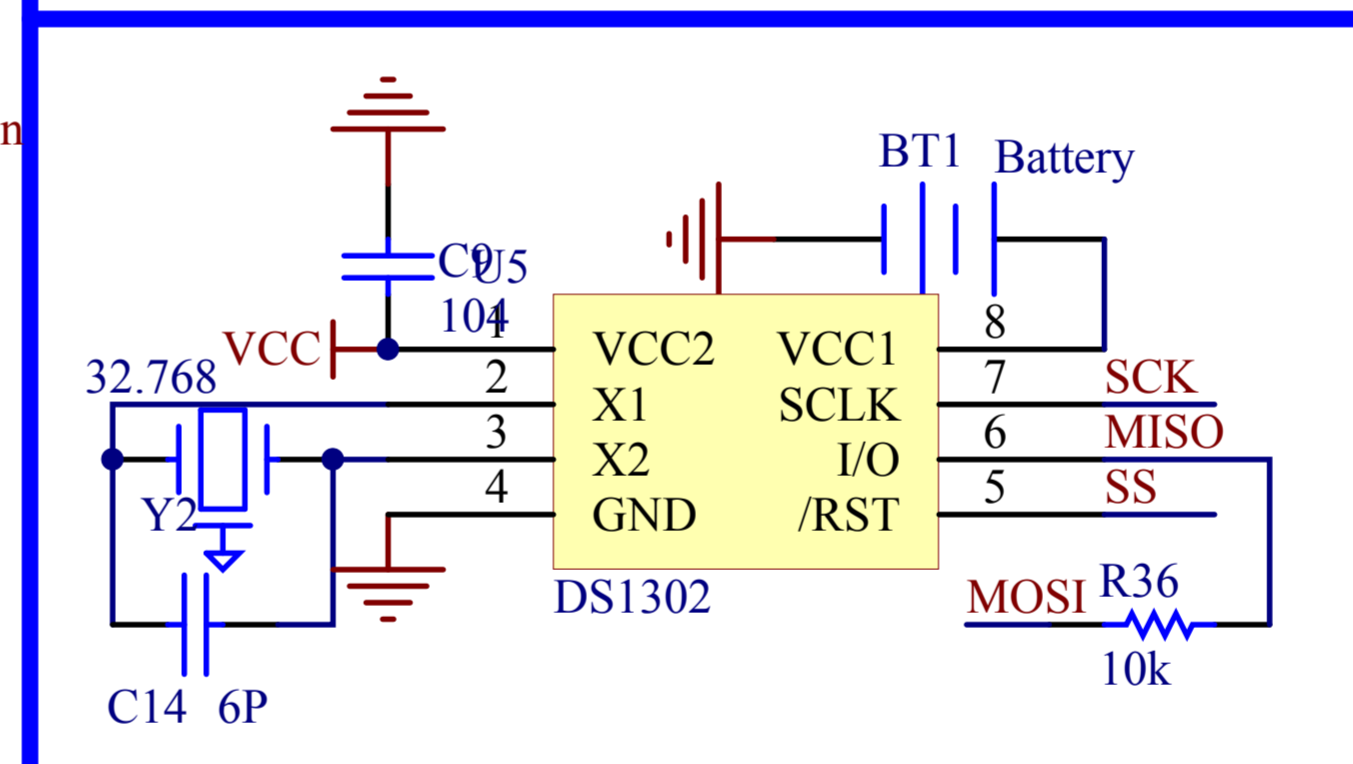 n
BT1 Battery
C9 U5
104
1
VCC
VCC2 VCC1
8
32.768
2
X1 SCLK
7 SCK
3
X2 I/O
6 MISO
Y2
4
GND /RST
5 SS
DS1302
MOSI R36
10k
C14 6P